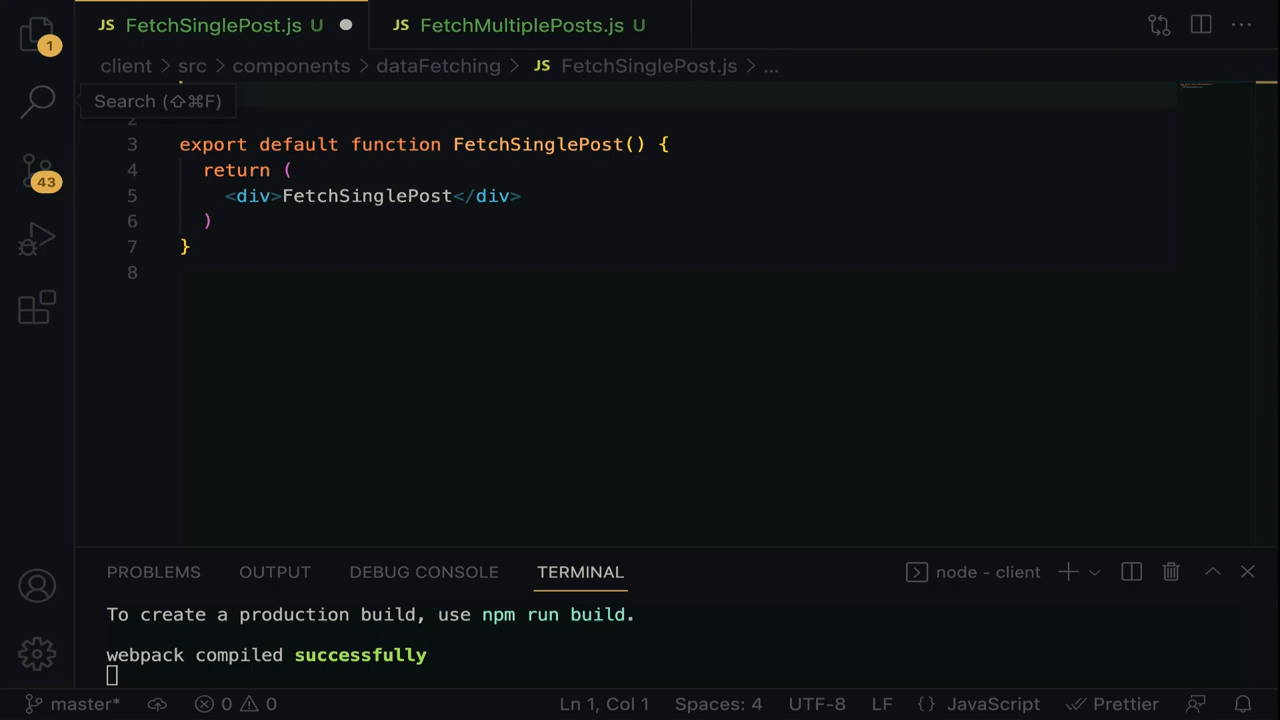 JS FetchSinglePost.js U
JS FetchMultiplePosts.js U
1
client > src > components > dataFetching > JS FetchSinglePost.js > ...
Search (⇧⌘F)
2
3 export default function FetchSinglePost() {
4 return (
43
5 <div>FetchSinglePost</div>
6 )
7 }
8
PROBLEMS OUTPUT DEBUG CONSOLE TERMINAL node - client
To create a production build, use npm run build.
webpack compiled successfully
master* 0 0 Ln 1, Col 1 Spaces: 4 UTF-8 LF {} JavaScript Prettier